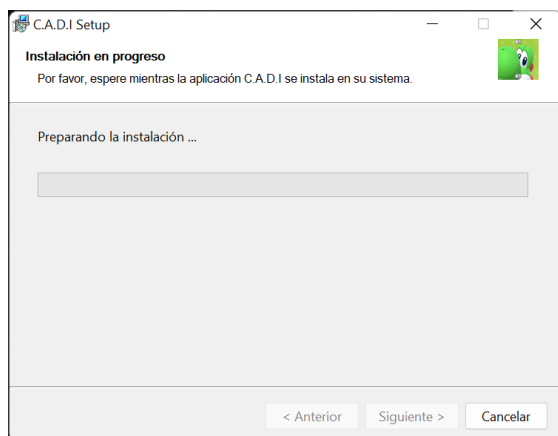 C.A.D.I Setup
Instalación en progreso
Por favor, espere mientras la aplicación C.A.D.I se instala en su sistema.
Preparando la instalación ...
< Anterior
Siguiente >
Cancelar